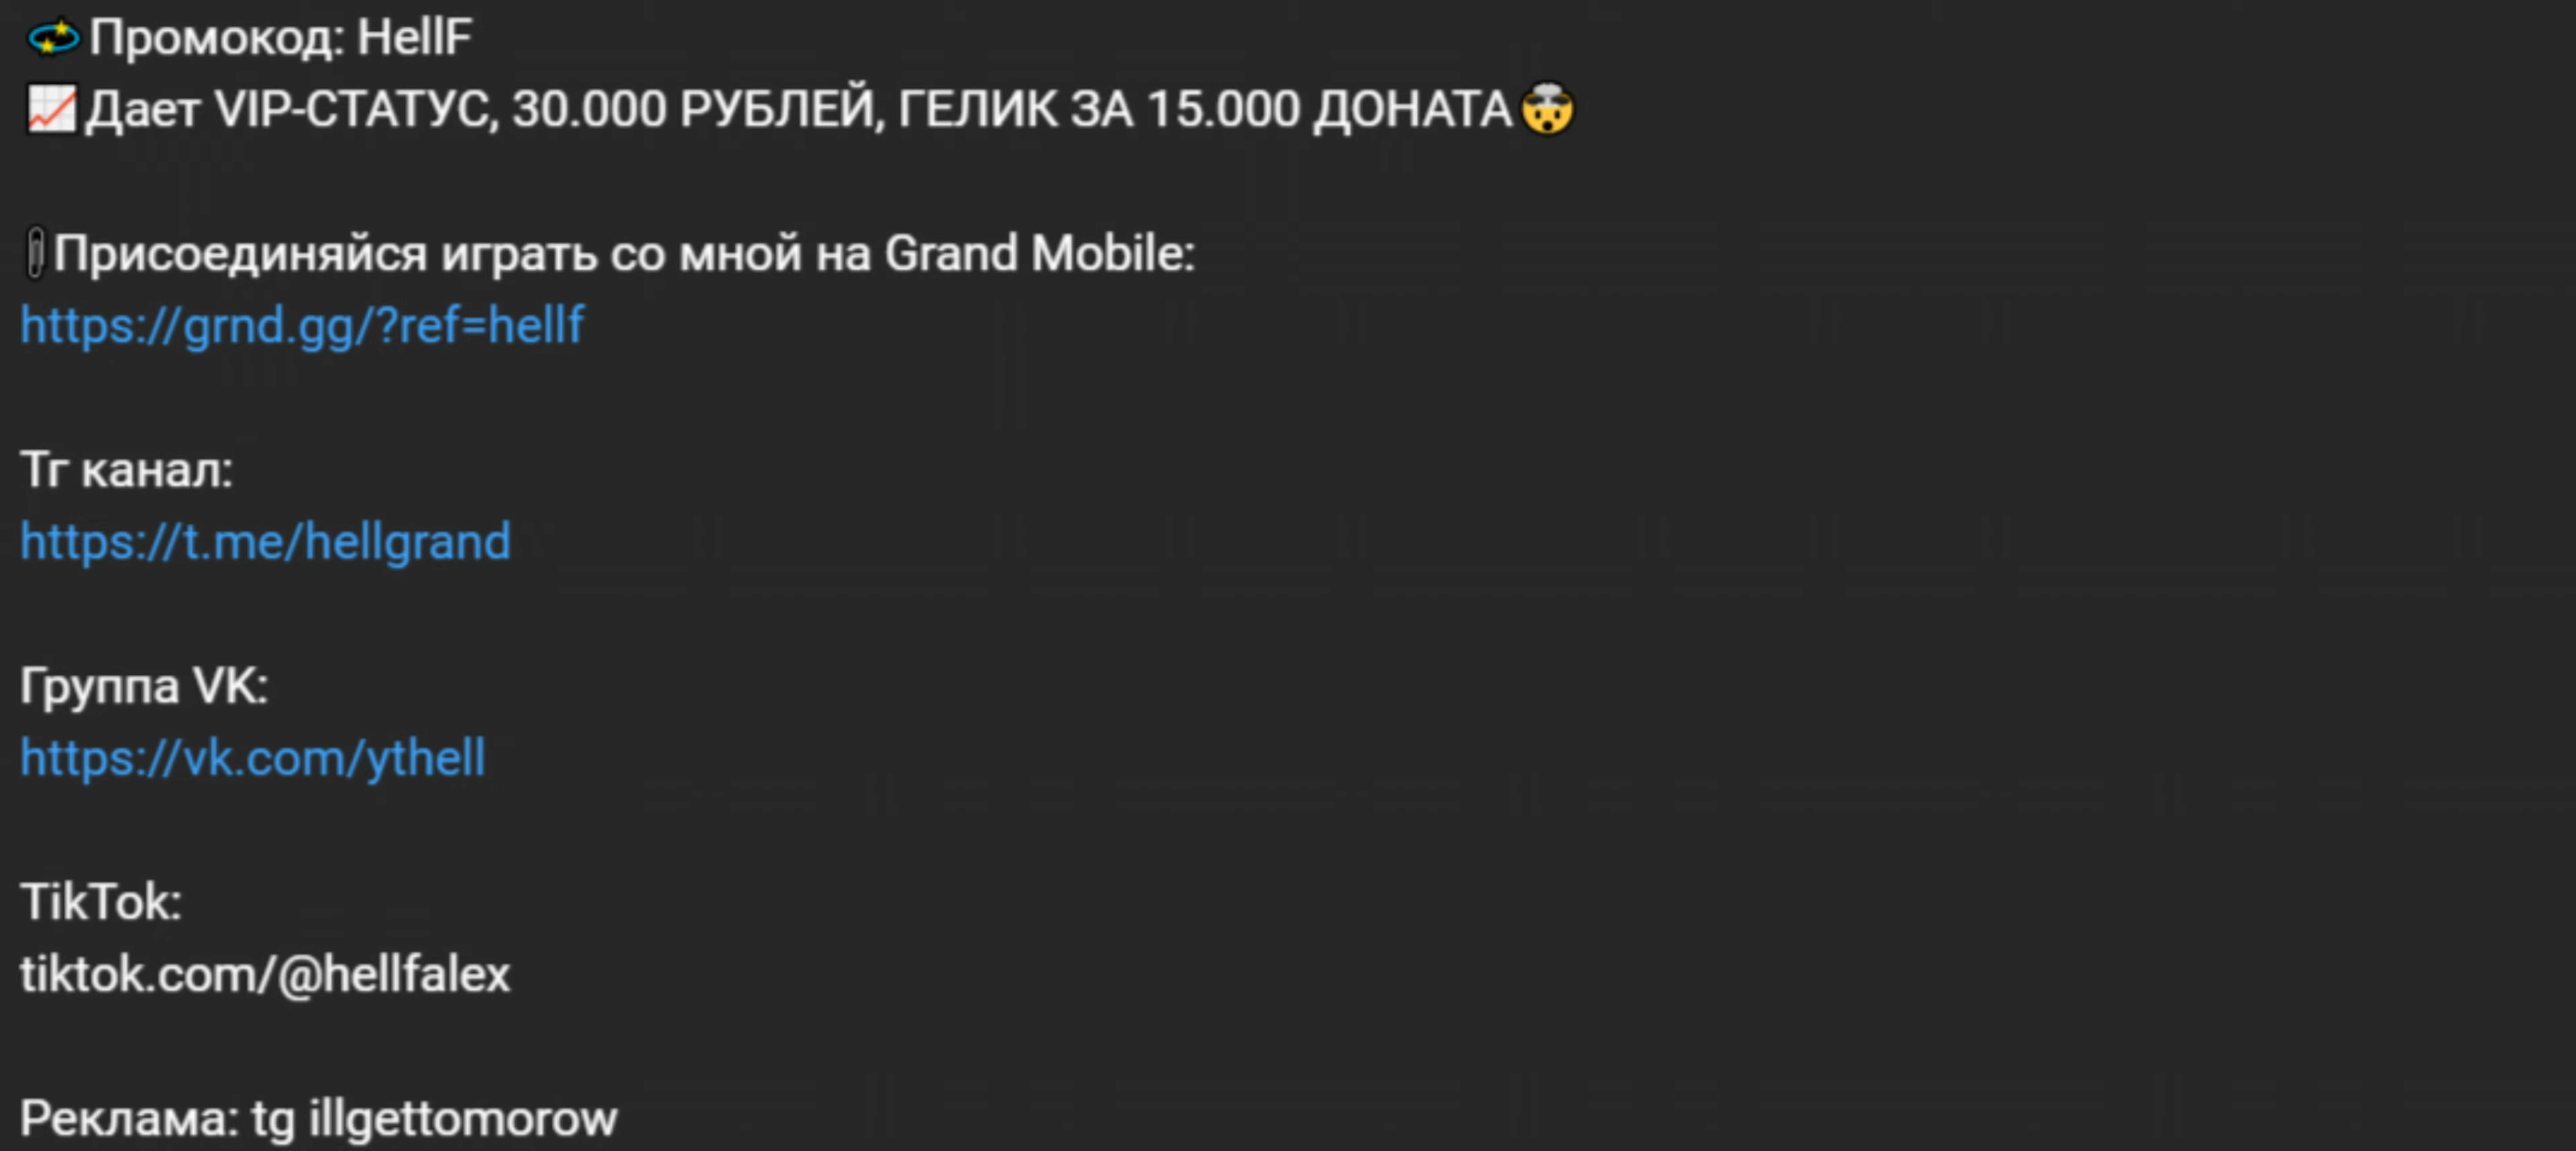 💫Промокод: HellF
📈Дает VIP-СТАТУС, 30.000 РУБЛЕЙ, ГЕЛИК ЗА 15.000 ДОНАТА🤯
📎Присоединяйся играть со мной на Grand Mobile:
https://grnd.gg/?ref=hellf
Тг канал:
https://t.me/hellgrand
Группа VK:
https://vk.com/ythell
TikTok:
tiktok.com/@hellfalex
Реклама: tg illgettomorow